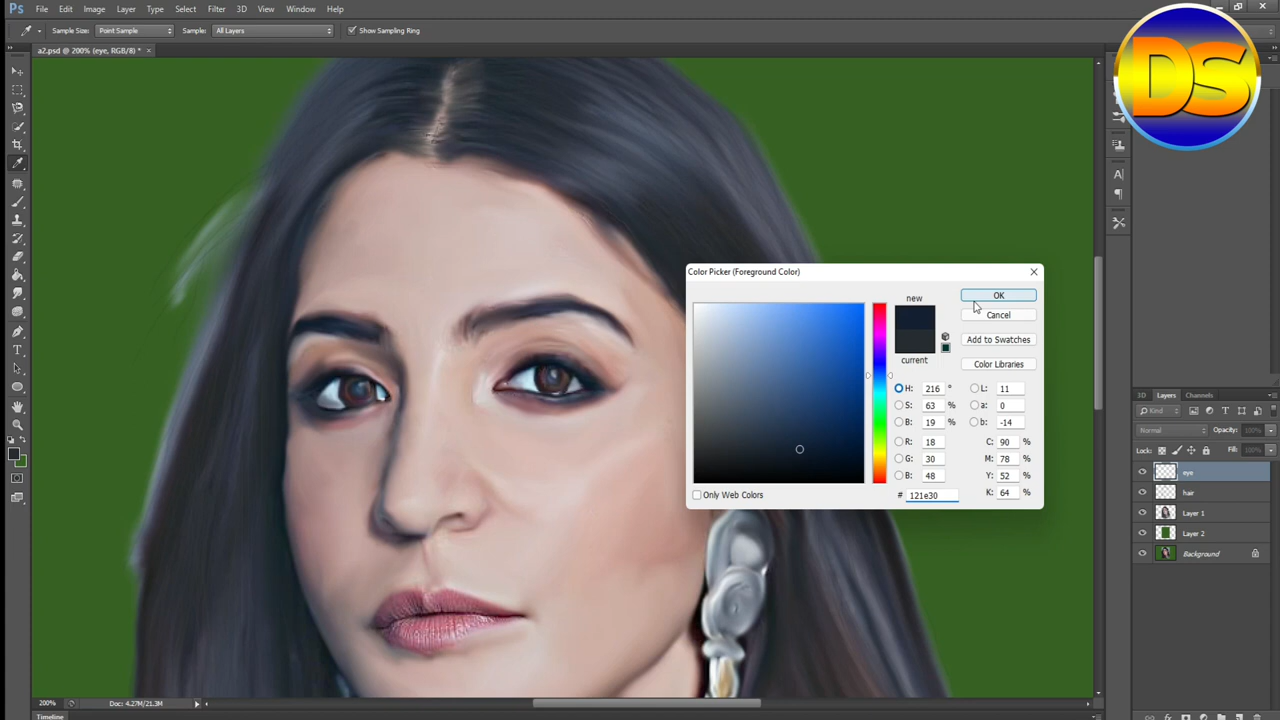 Ps File Edit Image Layer Type Select Filter 3D View Window Help
Sample Size: Point Sample Sample: All Layers Show Sampling Ring
a2.psd @ 200% (eye, RGB/8) * ×
DS
Color Picker (Foreground Color)
new
OK
Cancel
Add to Swatches
current
Color Libraries
H: 216 ° L: 11
S: 63 % a: 0
B: 19 % b: -14
R: 18 C: 90 %
G: 30 M: 78 %
B: 48 Y: 52 %
# 121e30 K: 64 %
Only Web Colors
3D Layers Channels
Kind
Normal Opacity:
Lock: Fill:
eye
hair
Layer 1
Layer 2
Background
200% Doc: 4.27M/21.3M
Timeline